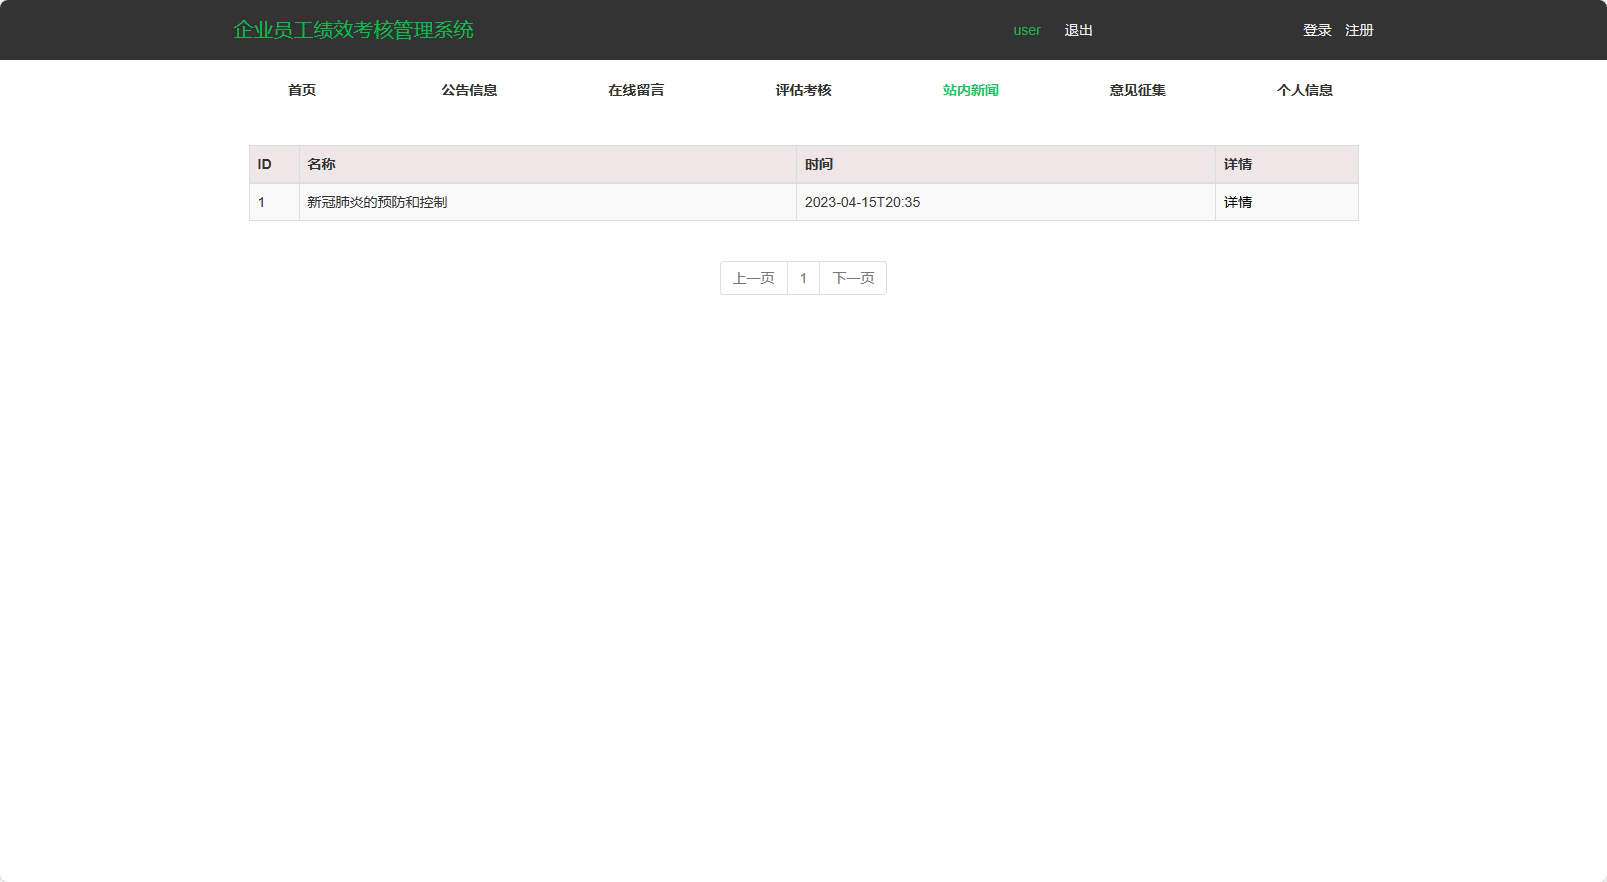 企业员工绩效考核管理系统 user 退出 登录 注册
首页 公告信息 在线留言 评估考核 站内新闻 意见征集 个人信息
ID 名称 时间 详情
1 新冠肺炎的预防和控制 2023-04-15T20:35 详情
上一页 1 下一页